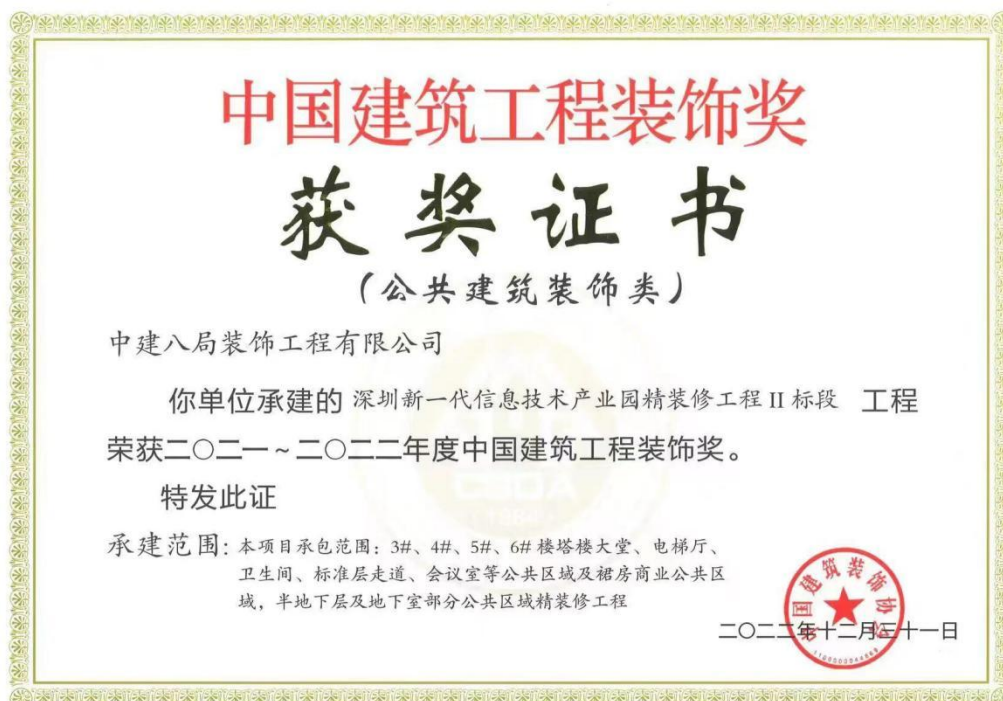 中国建筑工程装饰奖
获奖证书
(公共建筑装饰类)
中建八局装饰工程有限公司
你单位承建的 深圳新一代信息技术产业园精装修工程 II 标段 工程
荣获二〇二一~二〇二二年度中国建筑工程装饰奖。
特发此证
承建范围:本项目承包范围:3#、4#、5#、6#楼塔楼大堂、电梯厅、
卫生间、标准层走道、会议室等公共区域及裙房商业公共区
域,半地下层及地下室部分公共区域精装修工程
中国建筑装饰协会
二〇二二年十二月三十一日